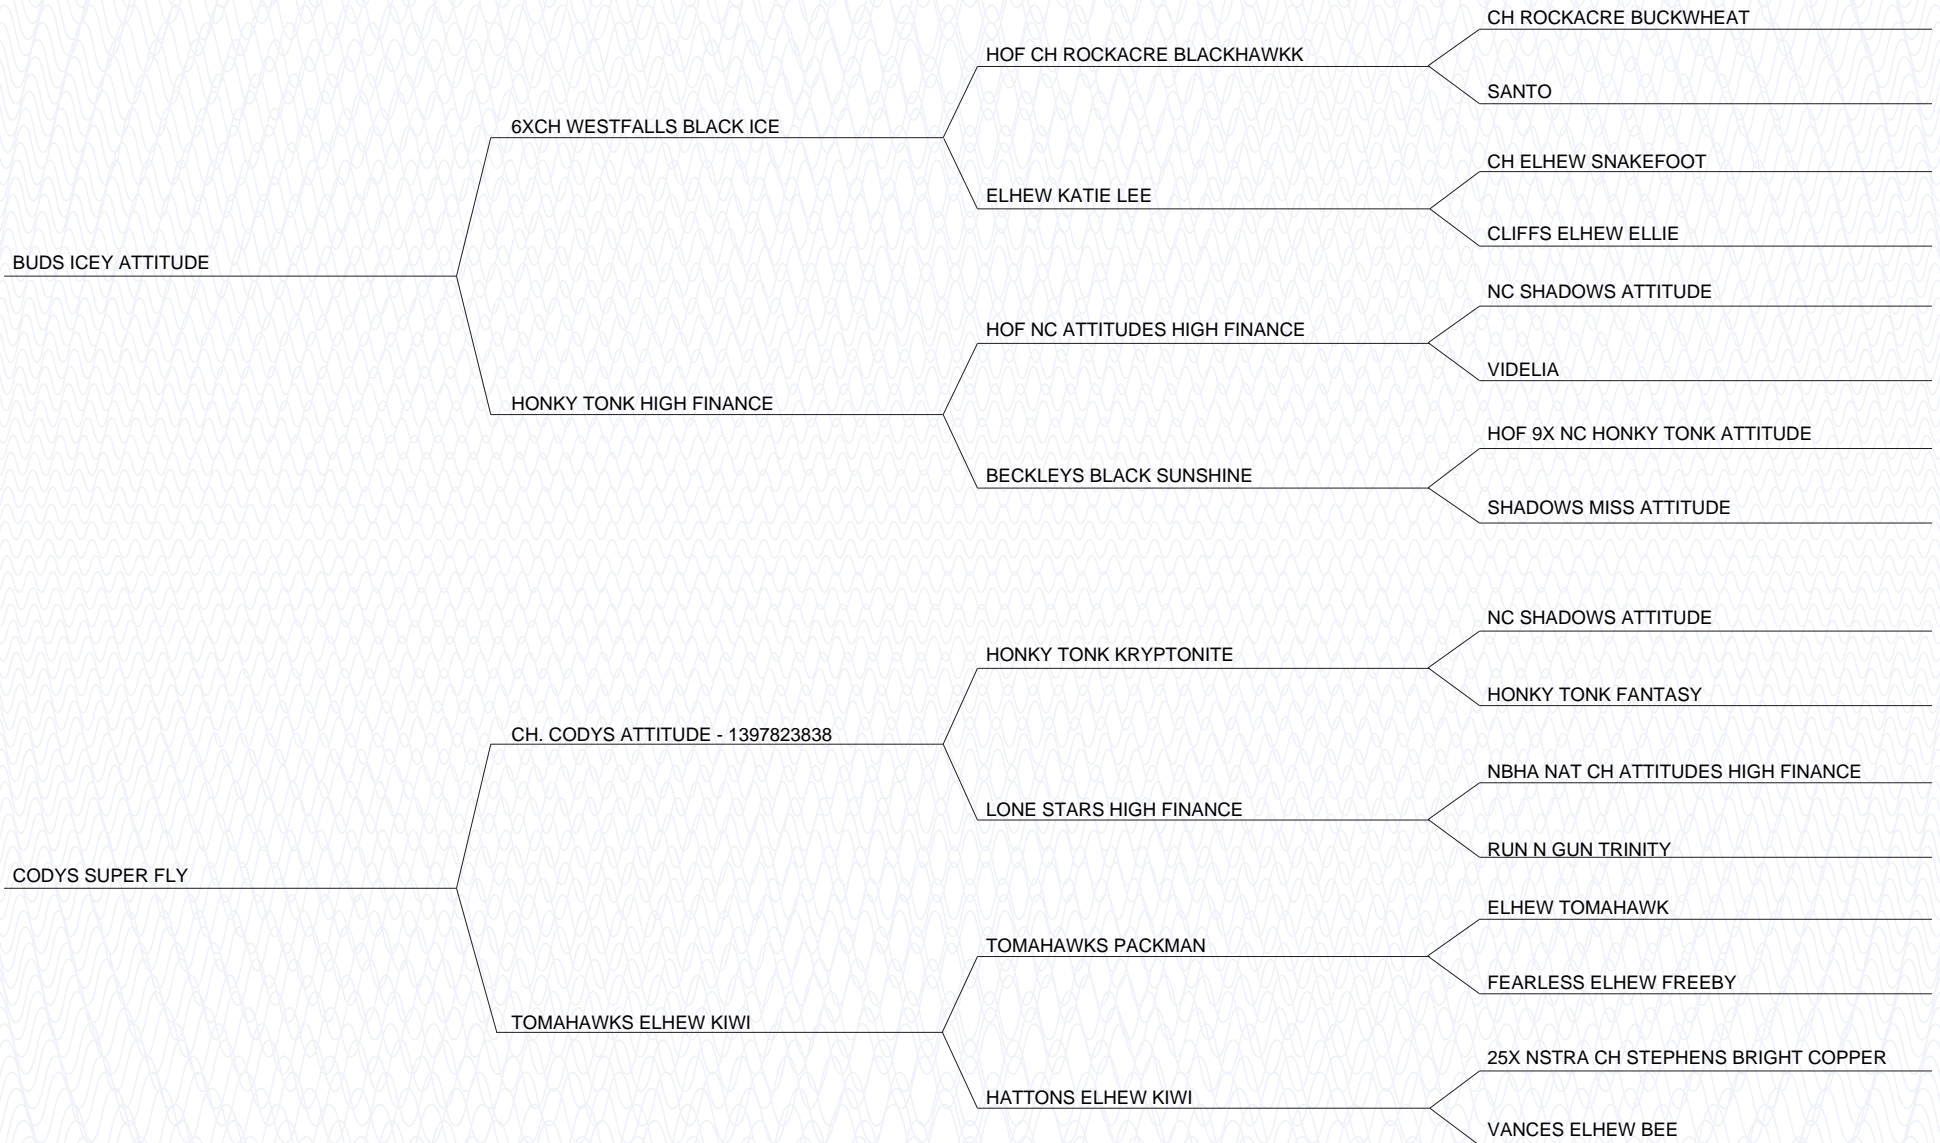 CH ROCKACRE BUCKWHEAT
HOF CH ROCKACRE BLACKHAWKK
SANTO
6XCH WESTFALLS BLACK ICE
CH ELHEW SNAKEFOOT
ELHEW KATIE LEE
CLIFFS ELHEW ELLIE
BUDS ICEY ATTITUDE
NC SHADOWS ATTITUDE
HOF NC ATTITUDES HIGH FINANCE
VIDELIA
HONKY TONK HIGH FINANCE
HOF 9X NC HONKY TONK ATTITUDE
BECKLEYS BLACK SUNSHINE
SHADOWS MISS ATTITUDE
NC SHADOWS ATTITUDE
HONKY TONK KRYPTONITE
HONKY TONK FANTASY
CH. CODYS ATTITUDE - 1397823838
NBHA NAT CH ATTITUDES HIGH FINANCE
LONE STARS HIGH FINANCE
RUN N GUN TRINITY
CODYS SUPER FLY
ELHEW TOMAHAWK
TOMAHAWKS PACKMAN
FEARLESS ELHEW FREEBY
TOMAHAWKS ELHEW KIWI
25X NSTRA CH STEPHENS BRIGHT COPPER
HATTONS ELHEW KIWI
VANCES ELHEW BEE